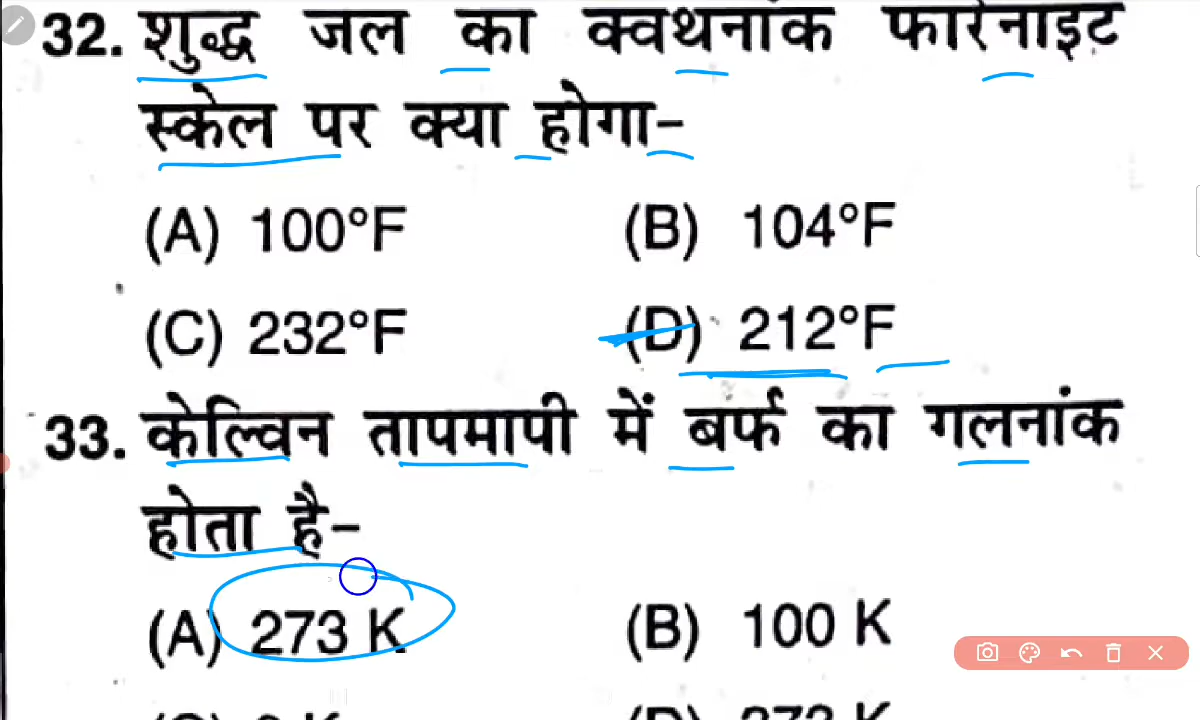 32. शुद्ध जल का क्वथनांक फारेनाइट
स्केल पर क्या होगा-
(A) 100°F (B) 104°F
(C) 232°F (D) 212°F
33. केल्विन तापमापी में बर्फ का गलनांक
होता है-
(A) 273 K (B) 100 K